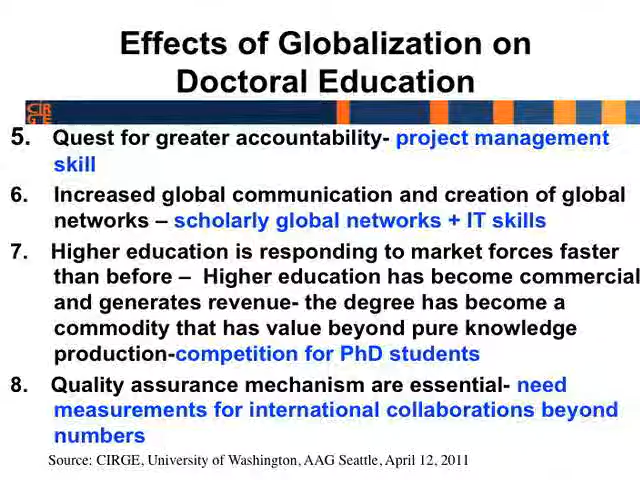 Effects of Globalization on
Doctoral Education
CIR
GE
5. Quest for greater accountability- project management
skill
6. Increased global communication and creation of global
networks – scholarly global networks + IT skills
7. Higher education is responding to market forces faster
than before – Higher education has become commercial
and generates revenue- the degree has become a
commodity that has value beyond pure knowledge
production-competition for PhD students
8. Quality assurance mechanism are essential- need
measurements for international collaborations beyond
numbers
Source: CIRGE, University of Washington, AAG Seattle, April 12, 2011